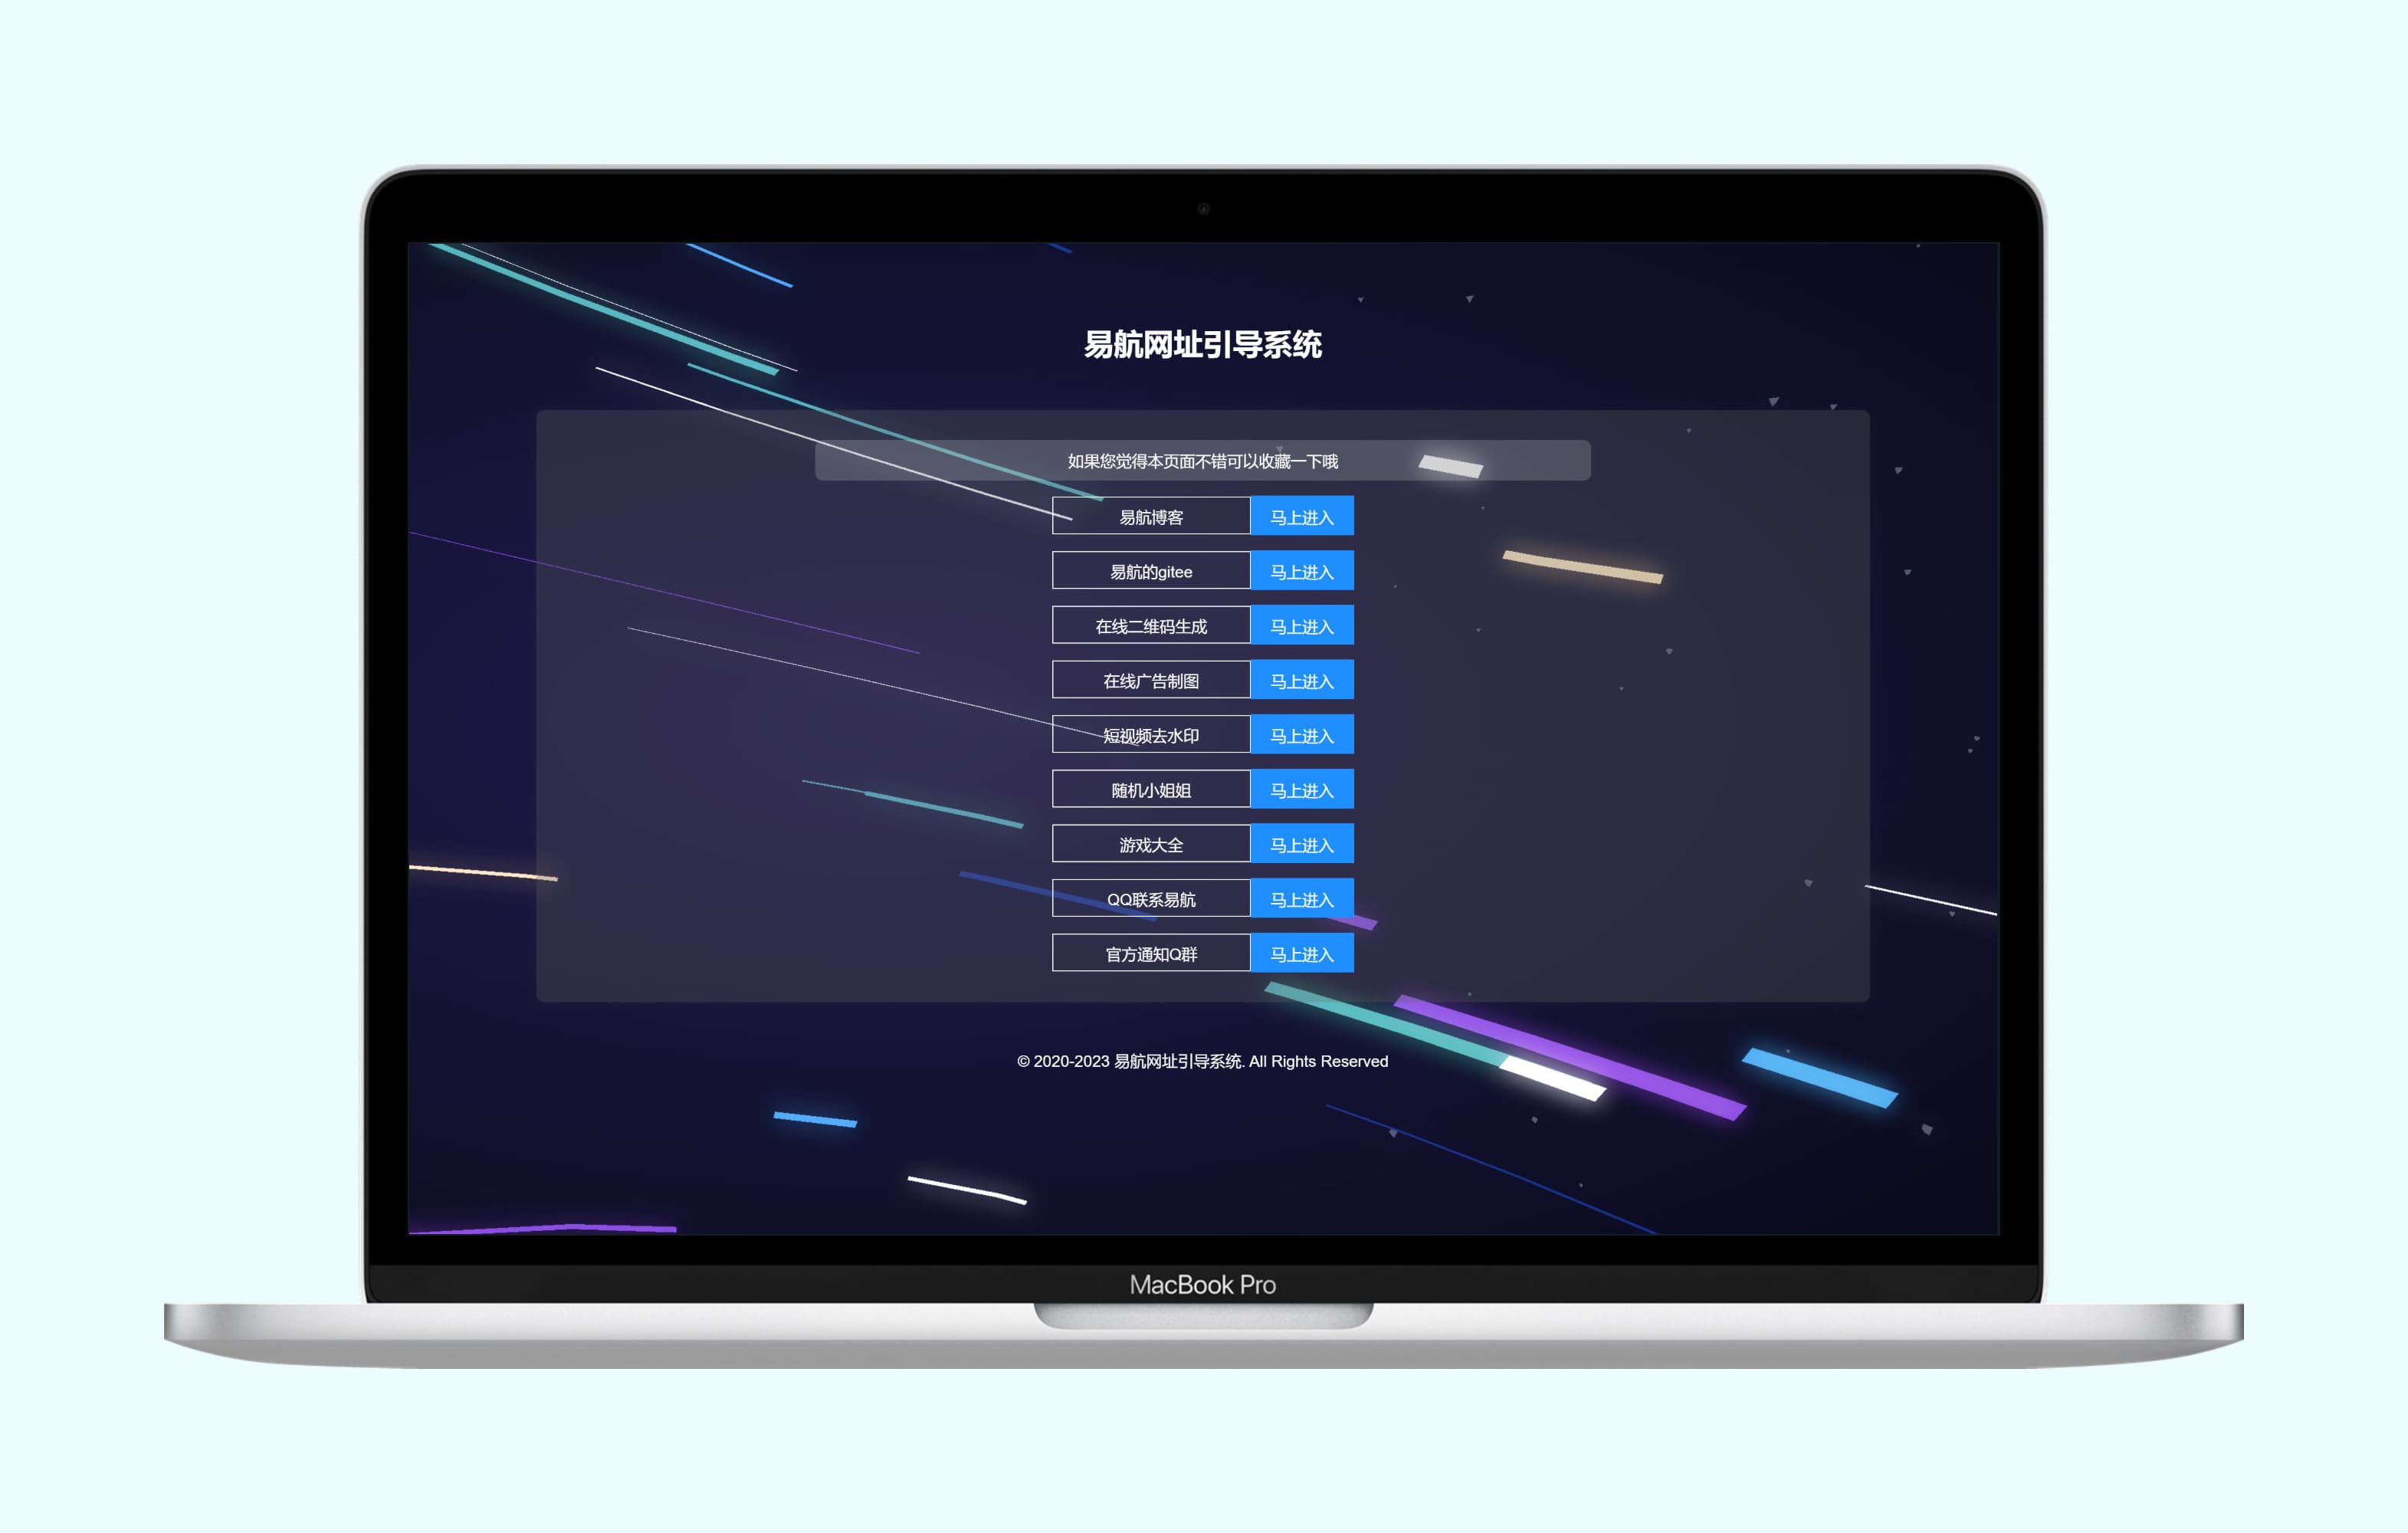 易航网址引导系统
如果您觉得本页面不错可以收藏一下哦
易航博客 马上进入
易航的gitee 马上进入
在线二维码生成 马上进入
在线广告制图 马上进入
短视频去水印 马上进入
随机小姐姐 马上进入
游戏大全 马上进入
QQ联系易航 马上进入
官方通知Q群 马上进入
© 2020-2023 易航网址引导系统. All Rights Reserved
MacBook Pro